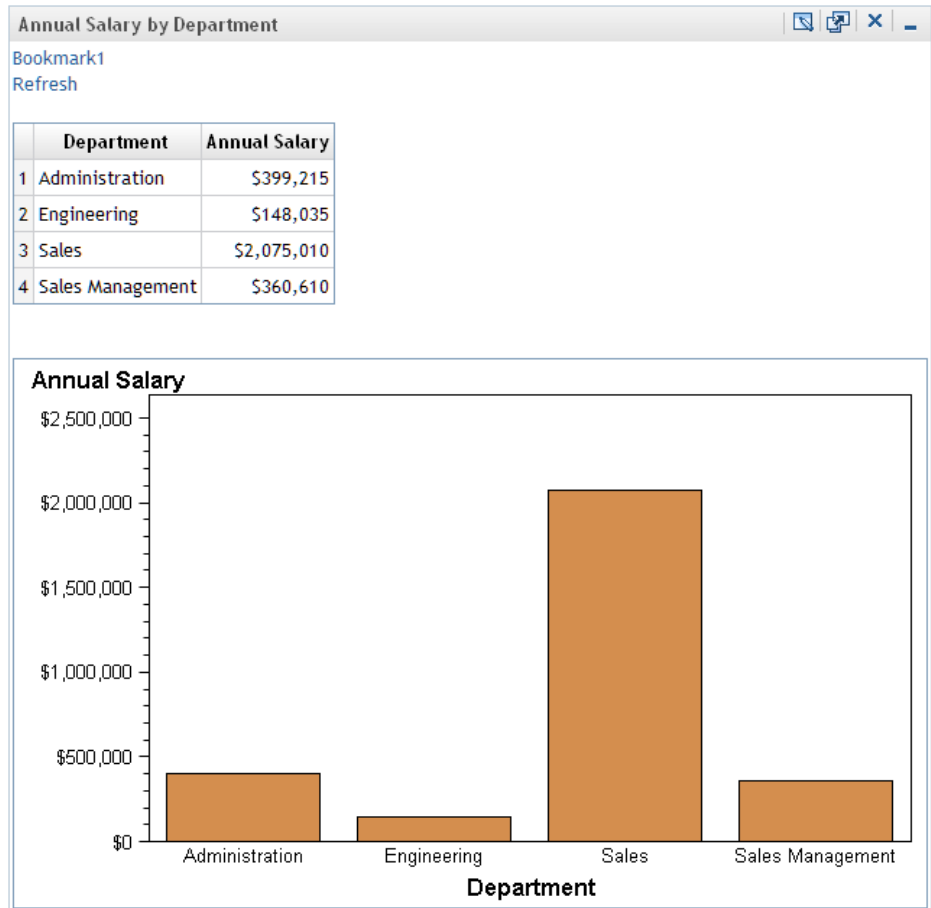 Annual Salary by Department
Bookmark1
Refresh
Department Annual Salary
1 Administration $399,215
2 Engineering $148,035
3 Sales $2,075,010
4 Sales Management $360,610
Annual Salary
$2,500,000
$2,000,000
$1,500,000
$1,000,000
$500,000
$0
Administration Engineering Sales Sales Management
Department